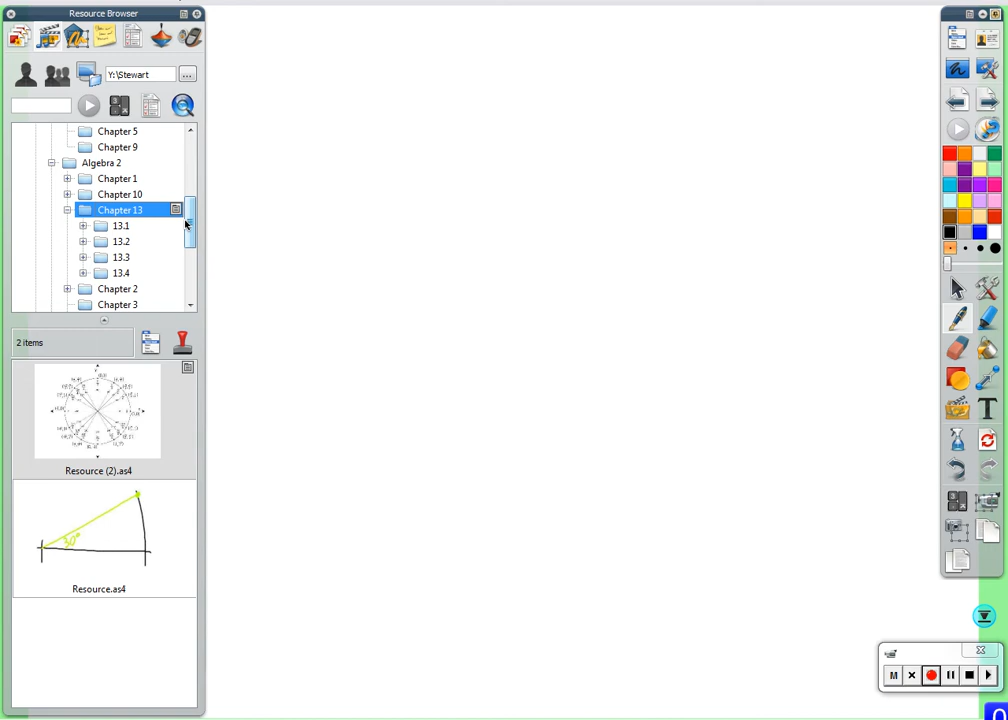 Resource Browser
Y:\Stewart
...
Chapter 5
Chapter 9
Algebra 2
Chapter 1
Chapter 10
Chapter 13
13.1
13.2
13.3
13.4
Chapter 2
Chapter 3
2 items
Resource (2).as4
30°
Resource.as4
T
M